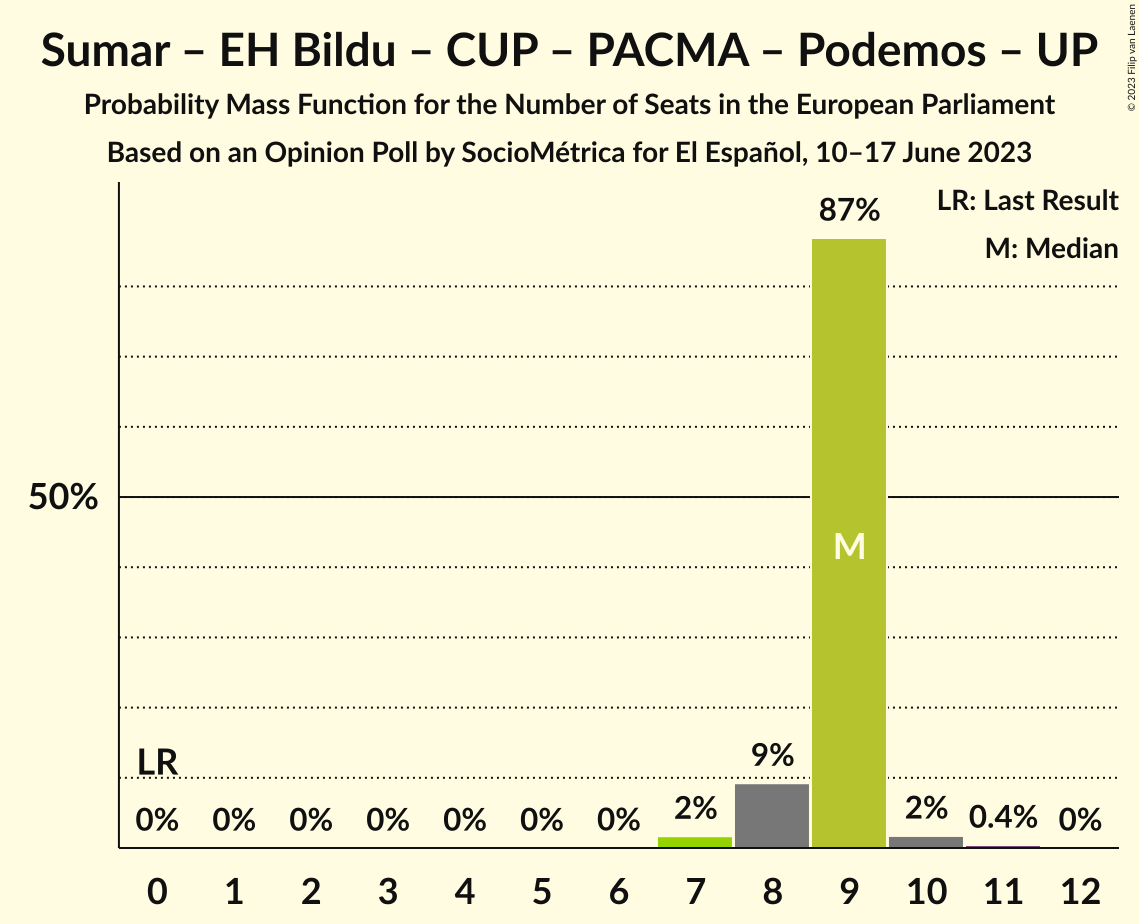 Sumar – EH Bildu – CUP – PACMA – Podemos – UP
Probability Mass Function for the Number of Seats in the European Parliament
Based on an Opinion Poll by SocioMétrica for El Español, 10–17 June 2023
© 2023 Filip van Laenen
LR: Last Result
M: Median
87%
50%
M
LR
9%
0% 0% 0% 0% 0% 0% 0% 2% 2% 0.4% 0%
0 1 2 3 4 5 6 7 8 9 10 11 12